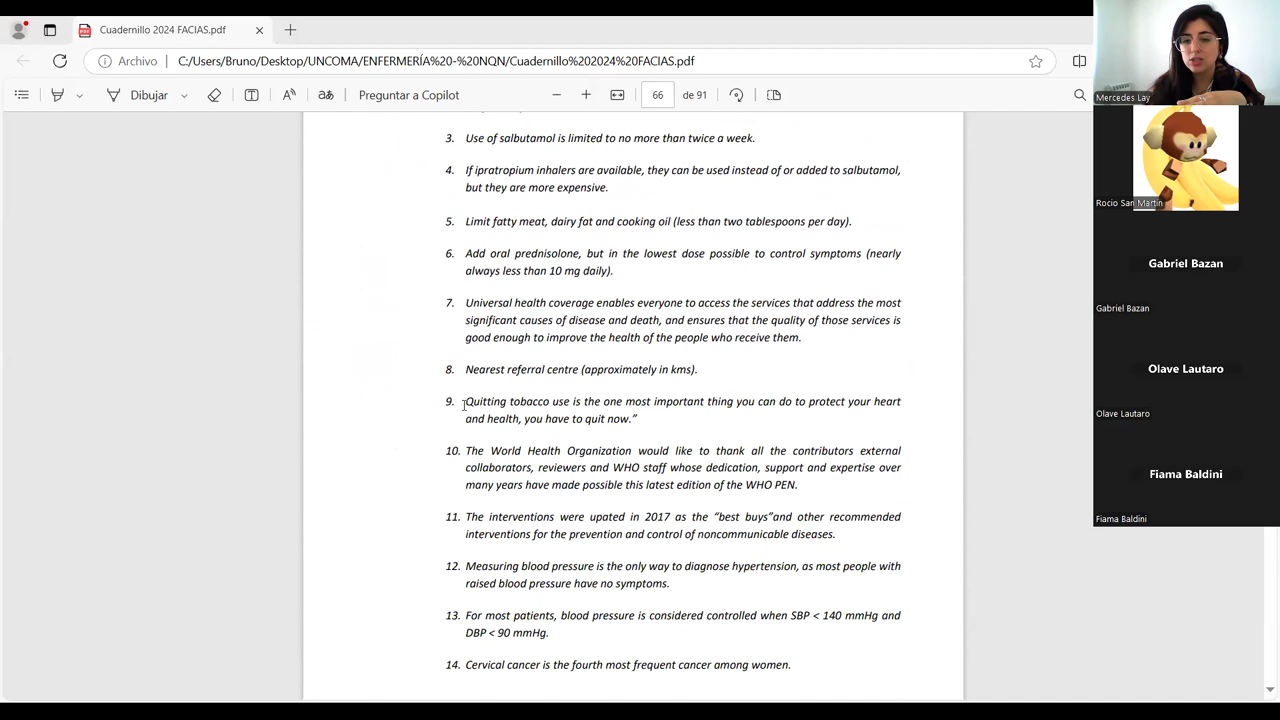 Cuadernillo 2024 FACIAS.pdf
Archivo
C:/Users/Bruno/Desktop/UNCOMA/ENFERMERÍA%20-%20NQN/Cuadernillo%202024%20FACIAS.pdf
Dibujar
Preguntar a Copilot
66
de 91
3. Use of salbutamol is limited to no more than twice a week.
4. If ipratropium inhalers are available, they can be used instead of or added to salbutamol,
but they are more expensive.
5. Limit fatty meat, dairy fat and cooking oil (less than two tablespoons per day).
6. Add oral prednisolone, but in the lowest dose possible to control symptoms (nearly
always less than 10 mg daily).
7. Universal health coverage enables everyone to access the services that address the most
significant causes of disease and death, and ensures that the quality of those services is
good enough to improve the health of the people who receive them.
8. Nearest referral centre (approximately in kms).
9. Quitting tobacco use is the one most important thing you can do to protect your heart
and health, you have to quit now.”
10. The World Health Organization would like to thank all the contributors external
collaborators, reviewers and WHO staff whose dedication, support and expertise over
many years have made possible this latest edition of the WHO PEN.
11. The interventions were upated in 2017 as the “best buys”and other recommended
interventions for the prevention and control of noncommunicable diseases.
12. Measuring blood pressure is the only way to diagnose hypertension, as most people with
raised blood pressure have no symptoms.
13. For most patients, blood pressure is considered controlled when SBP < 140 mmHg and
DBP < 90 mmHg.
14. Cervical cancer is the fourth most frequent cancer among women.
Mercedes Lay
Rocio San Martin
Gabriel Bazan
Gabriel Bazan
Olave Lautaro
Olave Lautaro
Fiama Baldini
Fiama Baldini